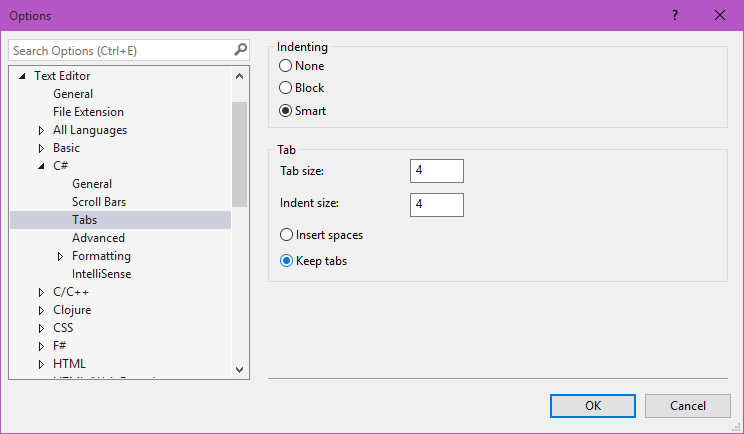 Options
?
Search Options (Ctrl+E)
Text Editor
General
File Extension
All Languages
Basic
C#
General
Scroll Bars
Tabs
Advanced
Formatting
IntelliSense
C/C++
Clojure
CSS
F#
HTML
Indenting
None
Block
Smart
Tab
Tab size: 4
Indent size: 4
Insert spaces
Keep tabs
OK Cancel